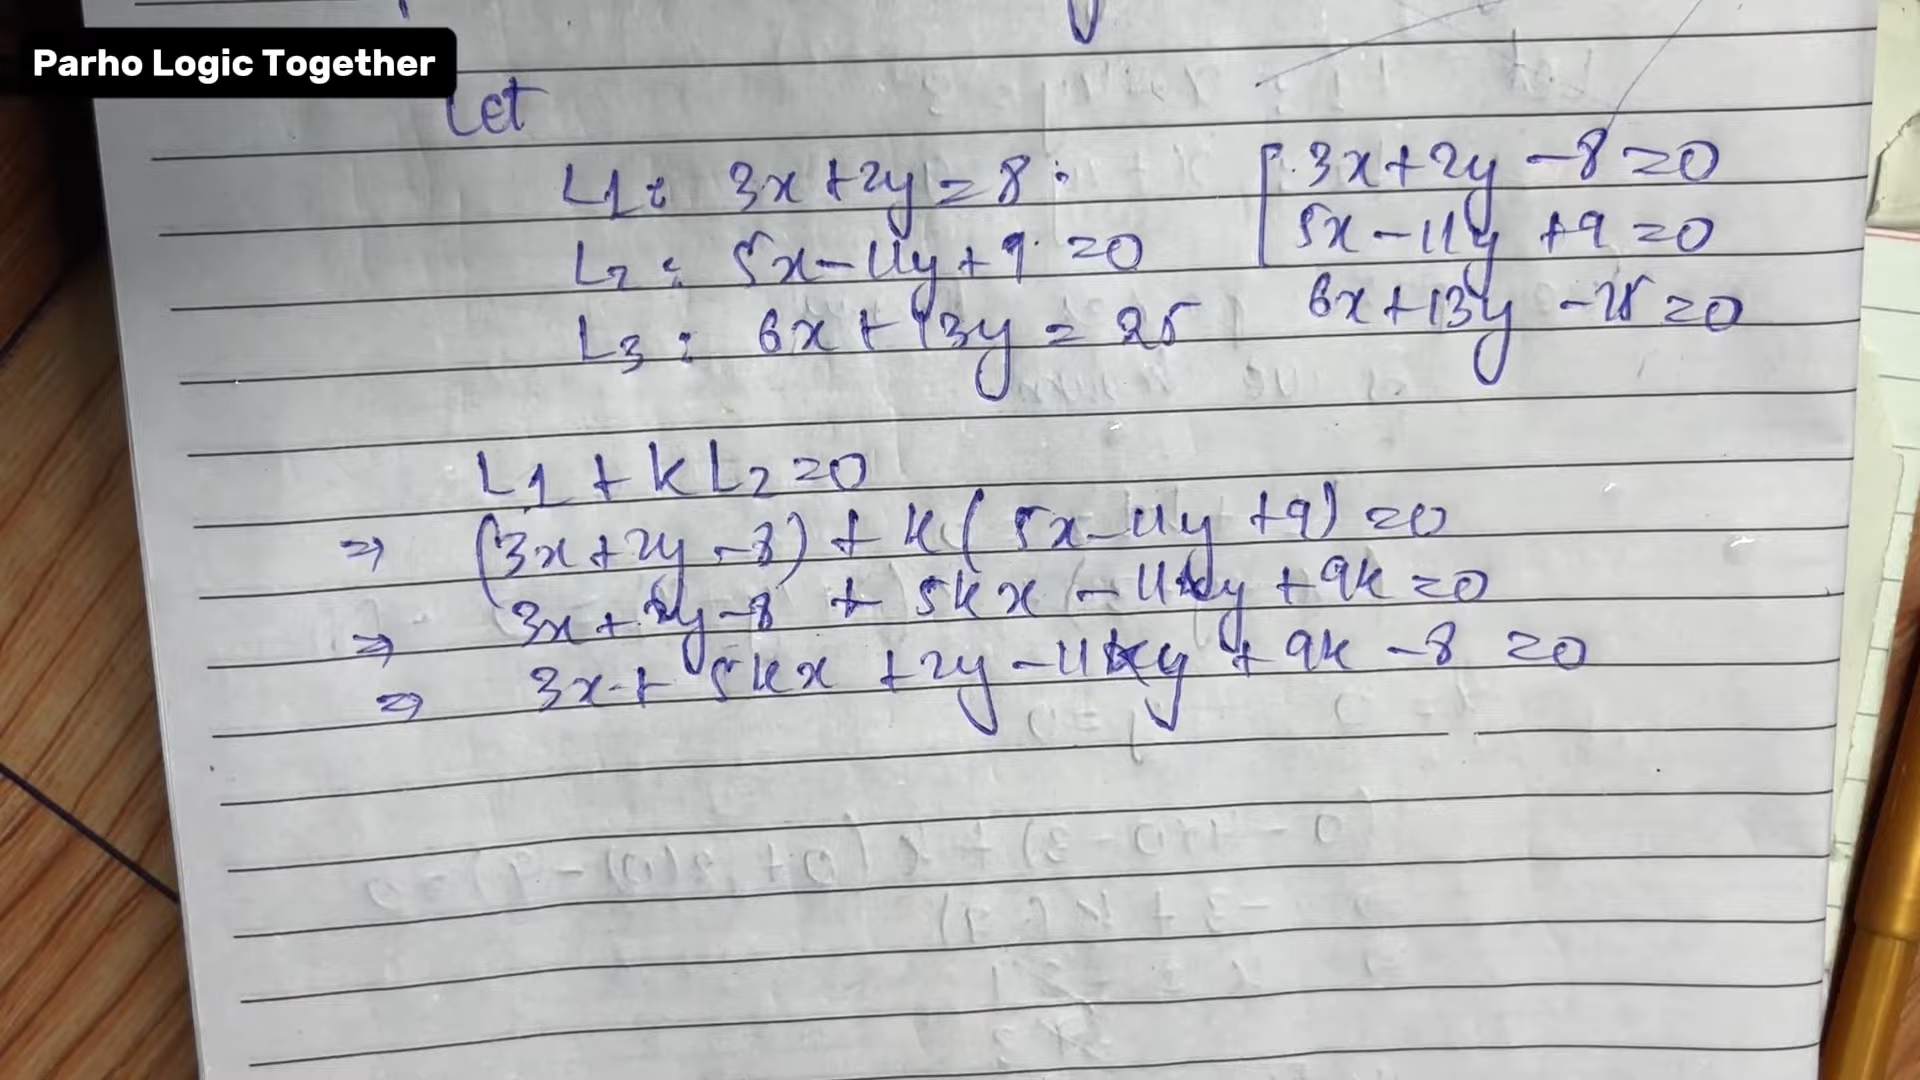 Parho Logic Together
Let
L1: 3x + 2y = 8 . [ 3x + 2y - 8 = 0
L2: 5x - 11y + 9 = 0 5x - 11y + 9 = 0
L3: 6x + 13y = 25 6x + 13y - 25 = 0
L1 + k L2 = 0
⇒ (3x + 2y - 8) + k ( 5x - 11y + 9) = 0
⇒ 3x + 2y - 8 + 5kx - 11ky + 9k = 0
⇒ 3x + 5kx + 2y - 11ky + 9k - 8 = 0